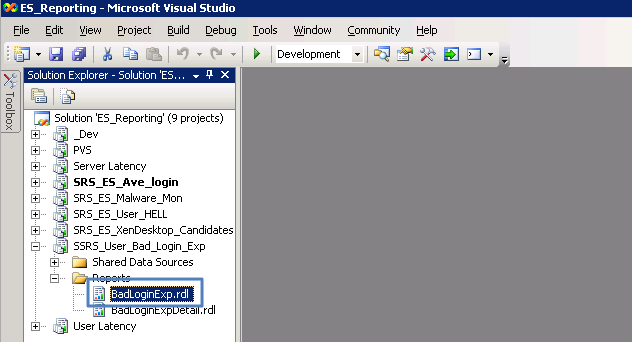 ES_Reporting - Microsoft Visual Studio
File Edit View Project Build Debug Tools Window Community Help
Development
Solution Explorer - Solution 'ES...
Toolbox
Solution 'ES_Reporting' (9 projects)
_Dev
PVS
Server Latency
SRS_ES_Ave_login
SRS_ES_Malware_Mon
SRS_ES_User_HELL
SRS_ES_XenDesktop_Candidates
SSRS_User_Bad_Login_Exp
Shared Data Sources
Reports
BadLoginExp.rdl
BadLoginExpDetail.rdl
User Latency